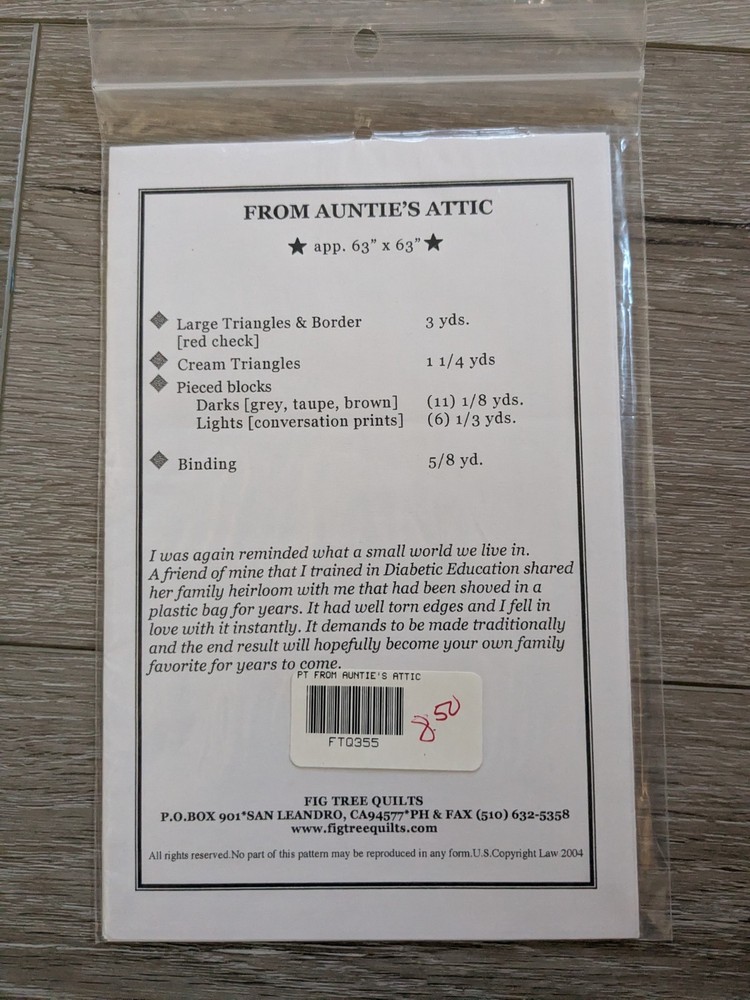 FROM AUNTIE'S ATTIC
★ app. 63" x 63" ★
Large Triangles & Border 3 yds.
[red check]
Cream Triangles 1 1/4 yds
Pieced blocks
Darks [grey, taupe, brown] (11) 1/8 yds.
Lights [conversation prints] (6) 1/3 yds.
Binding 5/8 yd.
I was again reminded what a small world we live in.
A friend of mine that I trained in Diabetic Education shared
her family heirloom with me that had been shoved in a
plastic bag for years. It had well torn edges and I fell in
love with it instantly. It demands to be made traditionally
and the end result will hopefully become your own family
favorite for years to come.
PT FROM AUNTIE'S ATTIC
8.50
FTQ355
FIG TREE QUILTS
P.O.BOX 901*SAN LEANDRO, CA94577*PH & FAX (510) 632-5358
www.figtreequilts.com
All rights reserved.No part of this pattern may be reproduced in any form.U.S.Copyright Law 2004